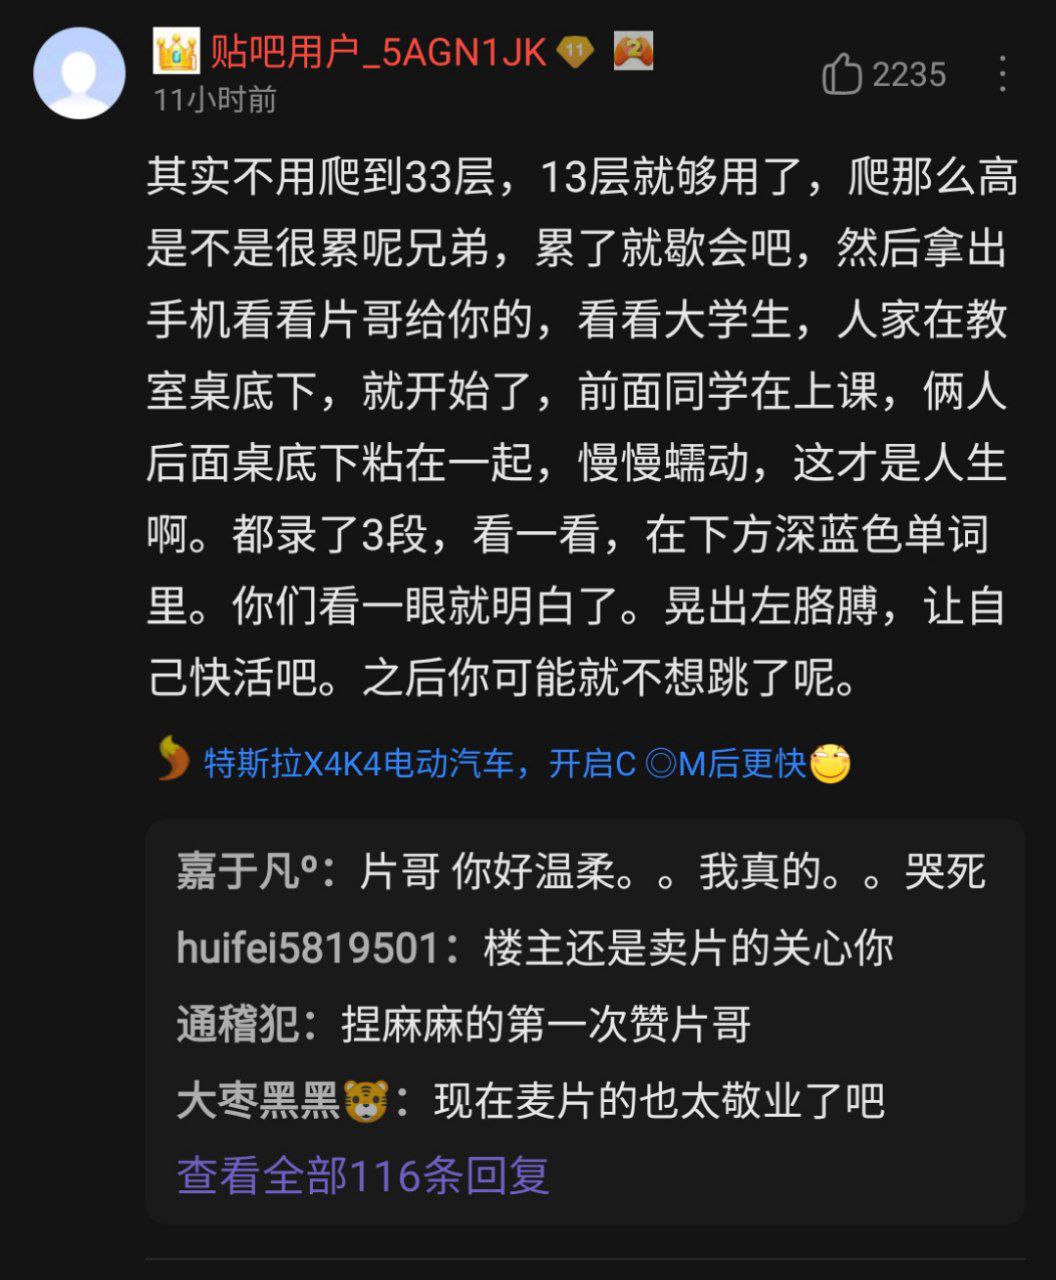 贴吧用户_5AGN1JK 11 2
11小时前
2235
其实不用爬到33层，13层就够用了，爬那么高
是不是很累呢兄弟，累了就歇会吧，然后拿出
手机看看片哥给你的，看看大学生，人家在教
室桌底下，就开始了，前面同学在上课，俩人
后面桌底下粘在一起，慢慢蠕动，这才是人生
啊。都录了3段，看一看，在下方深蓝色单词
里。你们看一眼就明白了。晃出左胳膊，让自
己快活吧。之后你可能就不想跳了呢。
特斯拉X4K4电动汽车，开启C ◎M后更快
嘉于凡º：片哥 你好温柔。。我真的。。哭死
huifei5819501：楼主还是卖片的关心你
通稽犯：捏麻麻的第一次赞片哥
大枣黑黑🐯：现在麦片的也太敬业了吧
查看全部116条回复